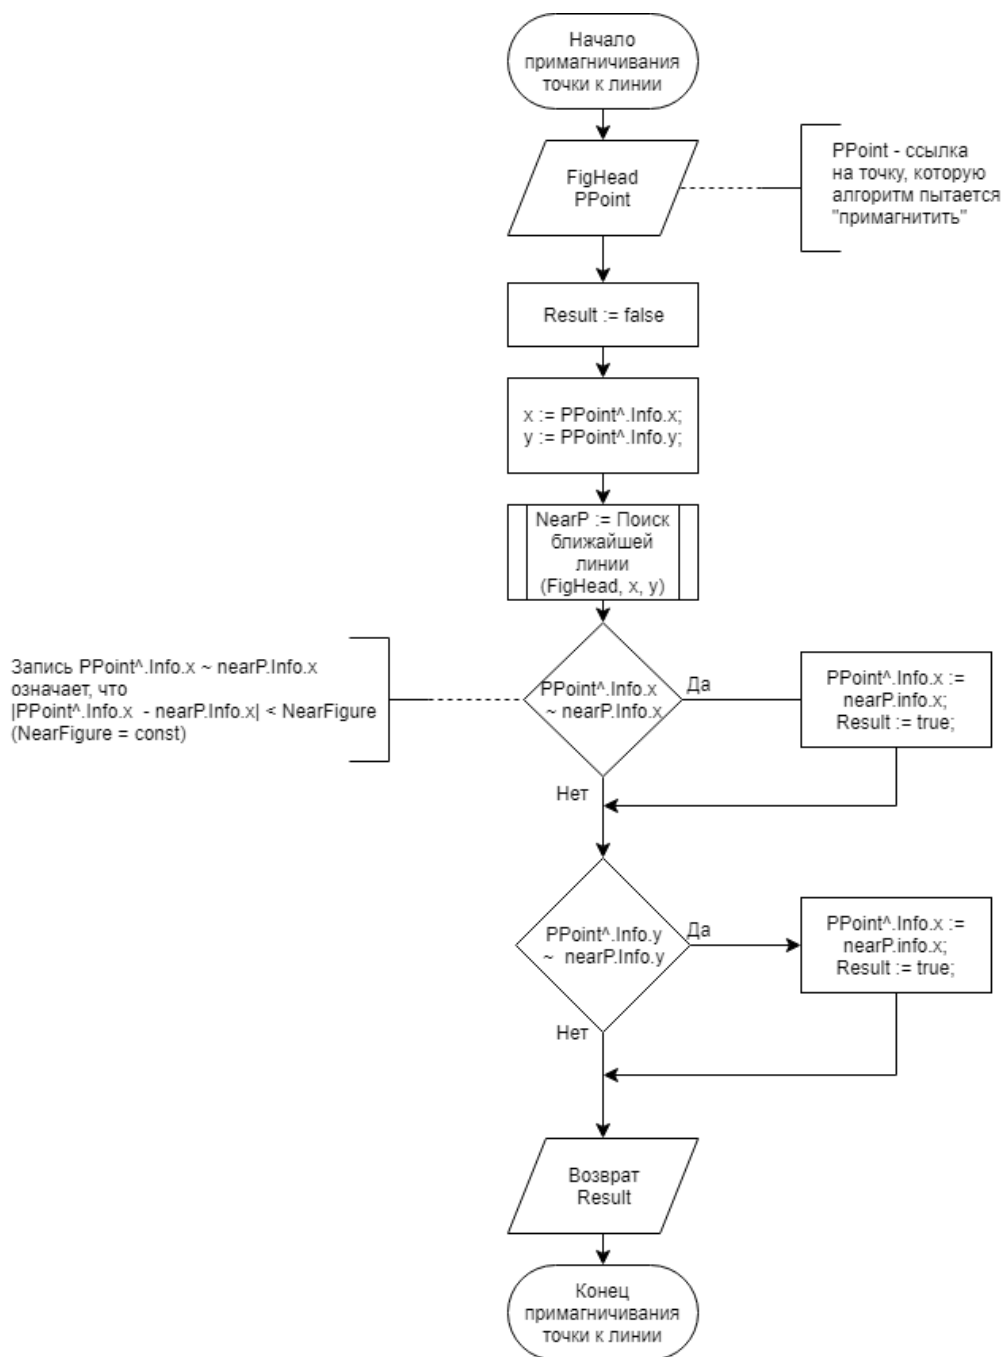 Начало
примагничивания
точки к линии
FigHead
PPoint
PPoint - ссылка
на точку, которую
алгоритм пытается
"примагнитить"
Result := false
x := PPoint^.Info.x;
y := PPoint^.Info.y;
NearP := Поиск
ближайшей
линии
(FigHead, x, y)
Запись PPoint^.Info.x ~ nearP.Info.x
означает, что
|PPoint^.Info.x - nearP.Info.x| < NearFigure
(NearFigure = const)
PPoint^.Info.x
~ nearP.Info.x
Да
PPoint^.Info.x :=
nearP.info.x;
Result := true;
Нет
PPoint^.Info.y
~ nearP.Info.y
Да
PPoint^.Info.x :=
nearP.info.x;
Result := true;
Нет
Возврат
Result
Конец
примагничивания
точки к линии